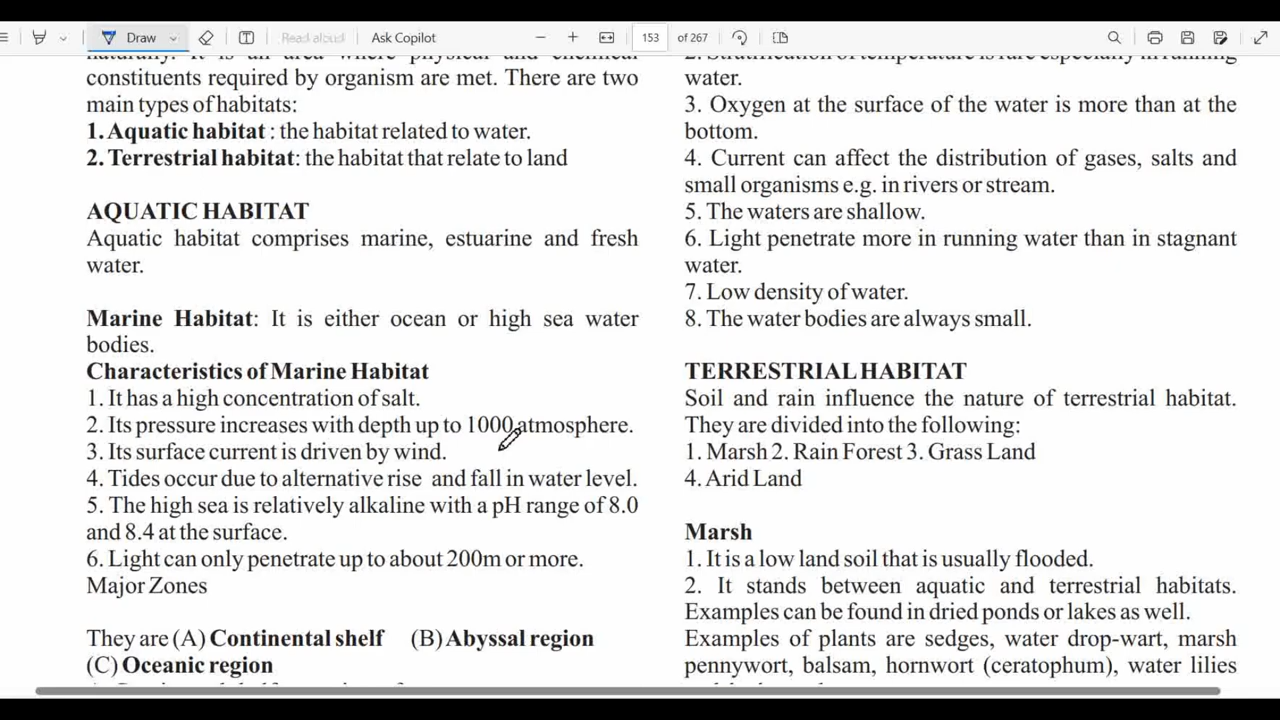 Draw
Read aloud
Ask Copilot
153
of 267
constituents required by organism are met. There are two
main types of habitats:
1. Aquatic habitat : the habitat related to water.
2. Terrestrial habitat: the habitat that relate to land
AQUATIC HABITAT
Aquatic habitat comprises marine, estuarine and fresh
water.
Marine Habitat: It is either ocean or high sea water
bodies.
Characteristics of Marine Habitat
1. It has a high concentration of salt.
2. Its pressure increases with depth up to 1000 atmosphere.
3. Its surface current is driven by wind.
4. Tides occur due to alternative rise and fall in water level.
5. The high sea is relatively alkaline with a pH range of 8.0
and 8.4 at the surface.
6. Light can only penetrate up to about 200m or more.
Major Zones
They are (A) Continental shelf (B) Abyssal region
(C) Oceanic region
2. Stratification of temperature is rare especially in running
water.
3. Oxygen at the surface of the water is more than at the
bottom.
4. Current can affect the distribution of gases, salts and
small organisms e.g. in rivers or stream.
5. The waters are shallow.
6. Light penetrate more in running water than in stagnant
water.
7. Low density of water.
8. The water bodies are always small.
TERRESTRIAL HABITAT
Soil and rain influence the nature of terrestrial habitat.
They are divided into the following:
1. Marsh 2. Rain Forest 3. Grass Land
4. Arid Land
Marsh
1. It is a low land soil that is usually flooded.
2. It stands between aquatic and terrestrial habitats.
Examples can be found in dried ponds or lakes as well.
Examples of plants are sedges, water drop-wart, marsh
pennywort, balsam, hornwort (ceratophum), water lilies